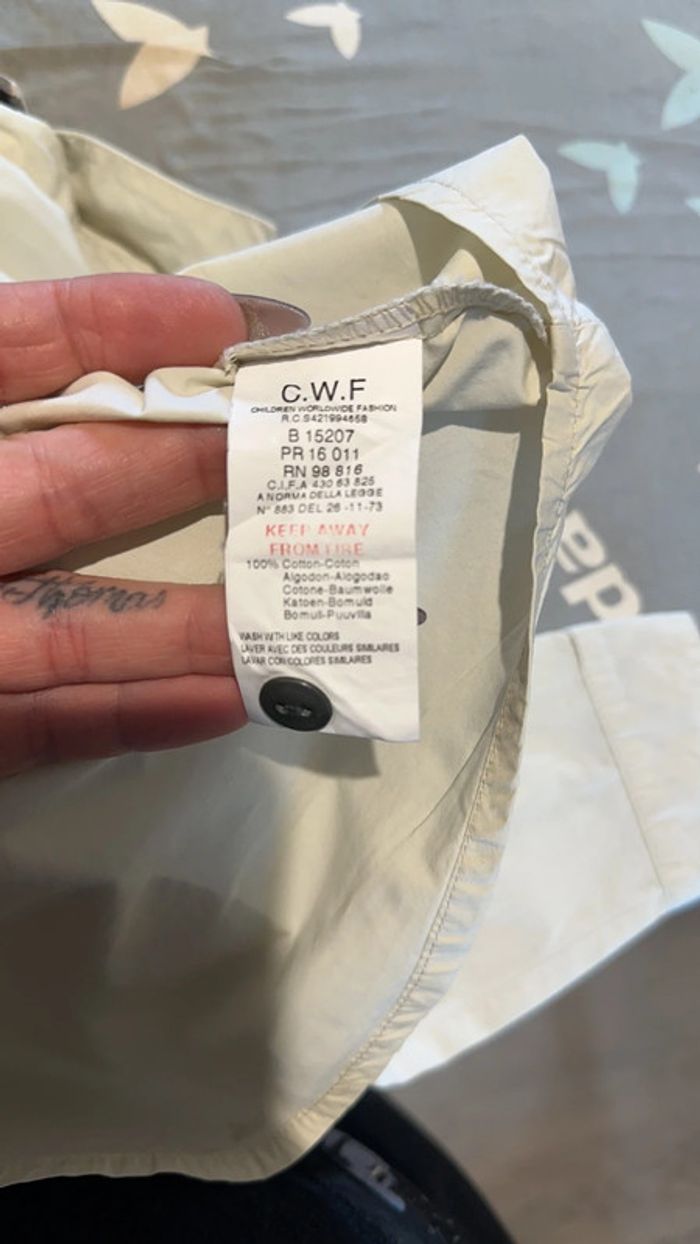 C.W.F
CHILDREN WORLDWIDE FASHION
R.C.S421994658
B 15207
PR 16 011
RN 98 816
C.I.F.A 430 63 825
A NORMA DELLA LEGGE
N° 883 DEL 26 -11-73
KEEP AWAY
FROM FIRE
100% Cotton-Coton
Algodon-Alogodao
Cotone-Baumwolle
Katoen-Bomuld
Bomull-Puuvilla
WASH WITH LIKE COLORS
LAVER AVEC DES COULEURS SIMILAIRES
LAVAR CON COLORES SIMILARES
Thomas
da